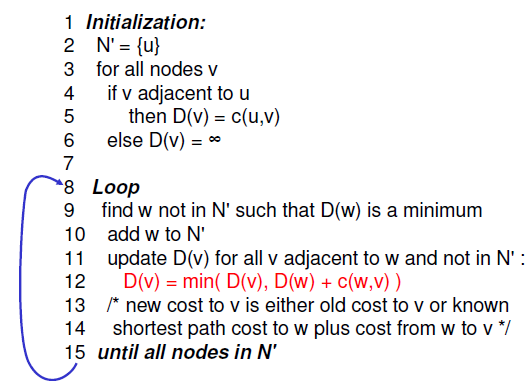 1 Initialization:
2 N' = {u}
3 for all nodes v
4 if v adjacent to u
5 then D(v) = c(u,v)
6 else D(v) = ∞
7
8 Loop
9 find w not in N' such that D(w) is a minimum
10 add w to N'
11 update D(v) for all v adjacent to w and not in N' :
12 D(v) = min( D(v), D(w) + c(w,v) )
13 /* new cost to v is either old cost to v or known
14 shortest path cost to w plus cost from w to v */
15 until all nodes in N'